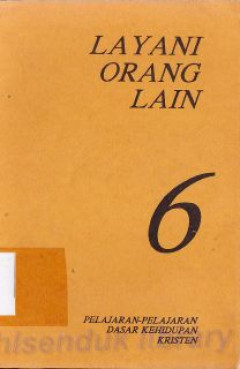 LAYANI
ORANG
LAIN
6
PELAJARAN-PELAJARAN
DASAR KEHIDUPAN
KRISTEN